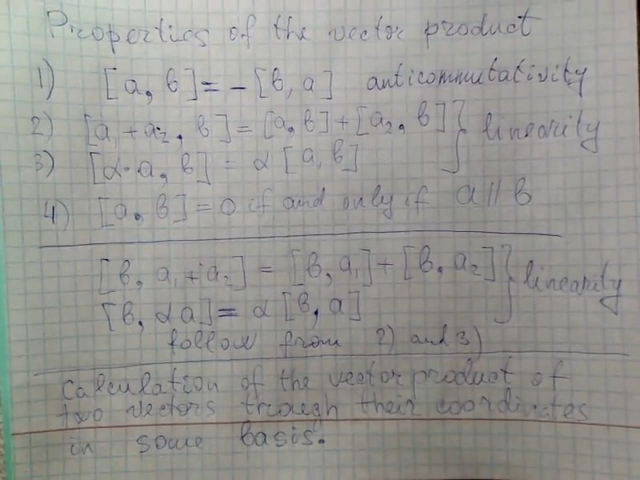 Properties of the vector product
1) [a, b] = - [b, a] anticommutativity
2) [a₁ + a₂, b] = [a, b] + [a₂, b] } linearity
3) [α · a, b] = α [a, b]
4) [a, b] = 0 if and only if a // b
[b, a₁ + a₂] = [b, a₁] + [b, a₂] } linearity
[b, αa] = α [b, a]
follow from 2) and 3)
Calculation of the vector product of
two vectors trough their coordinates
in some basis.